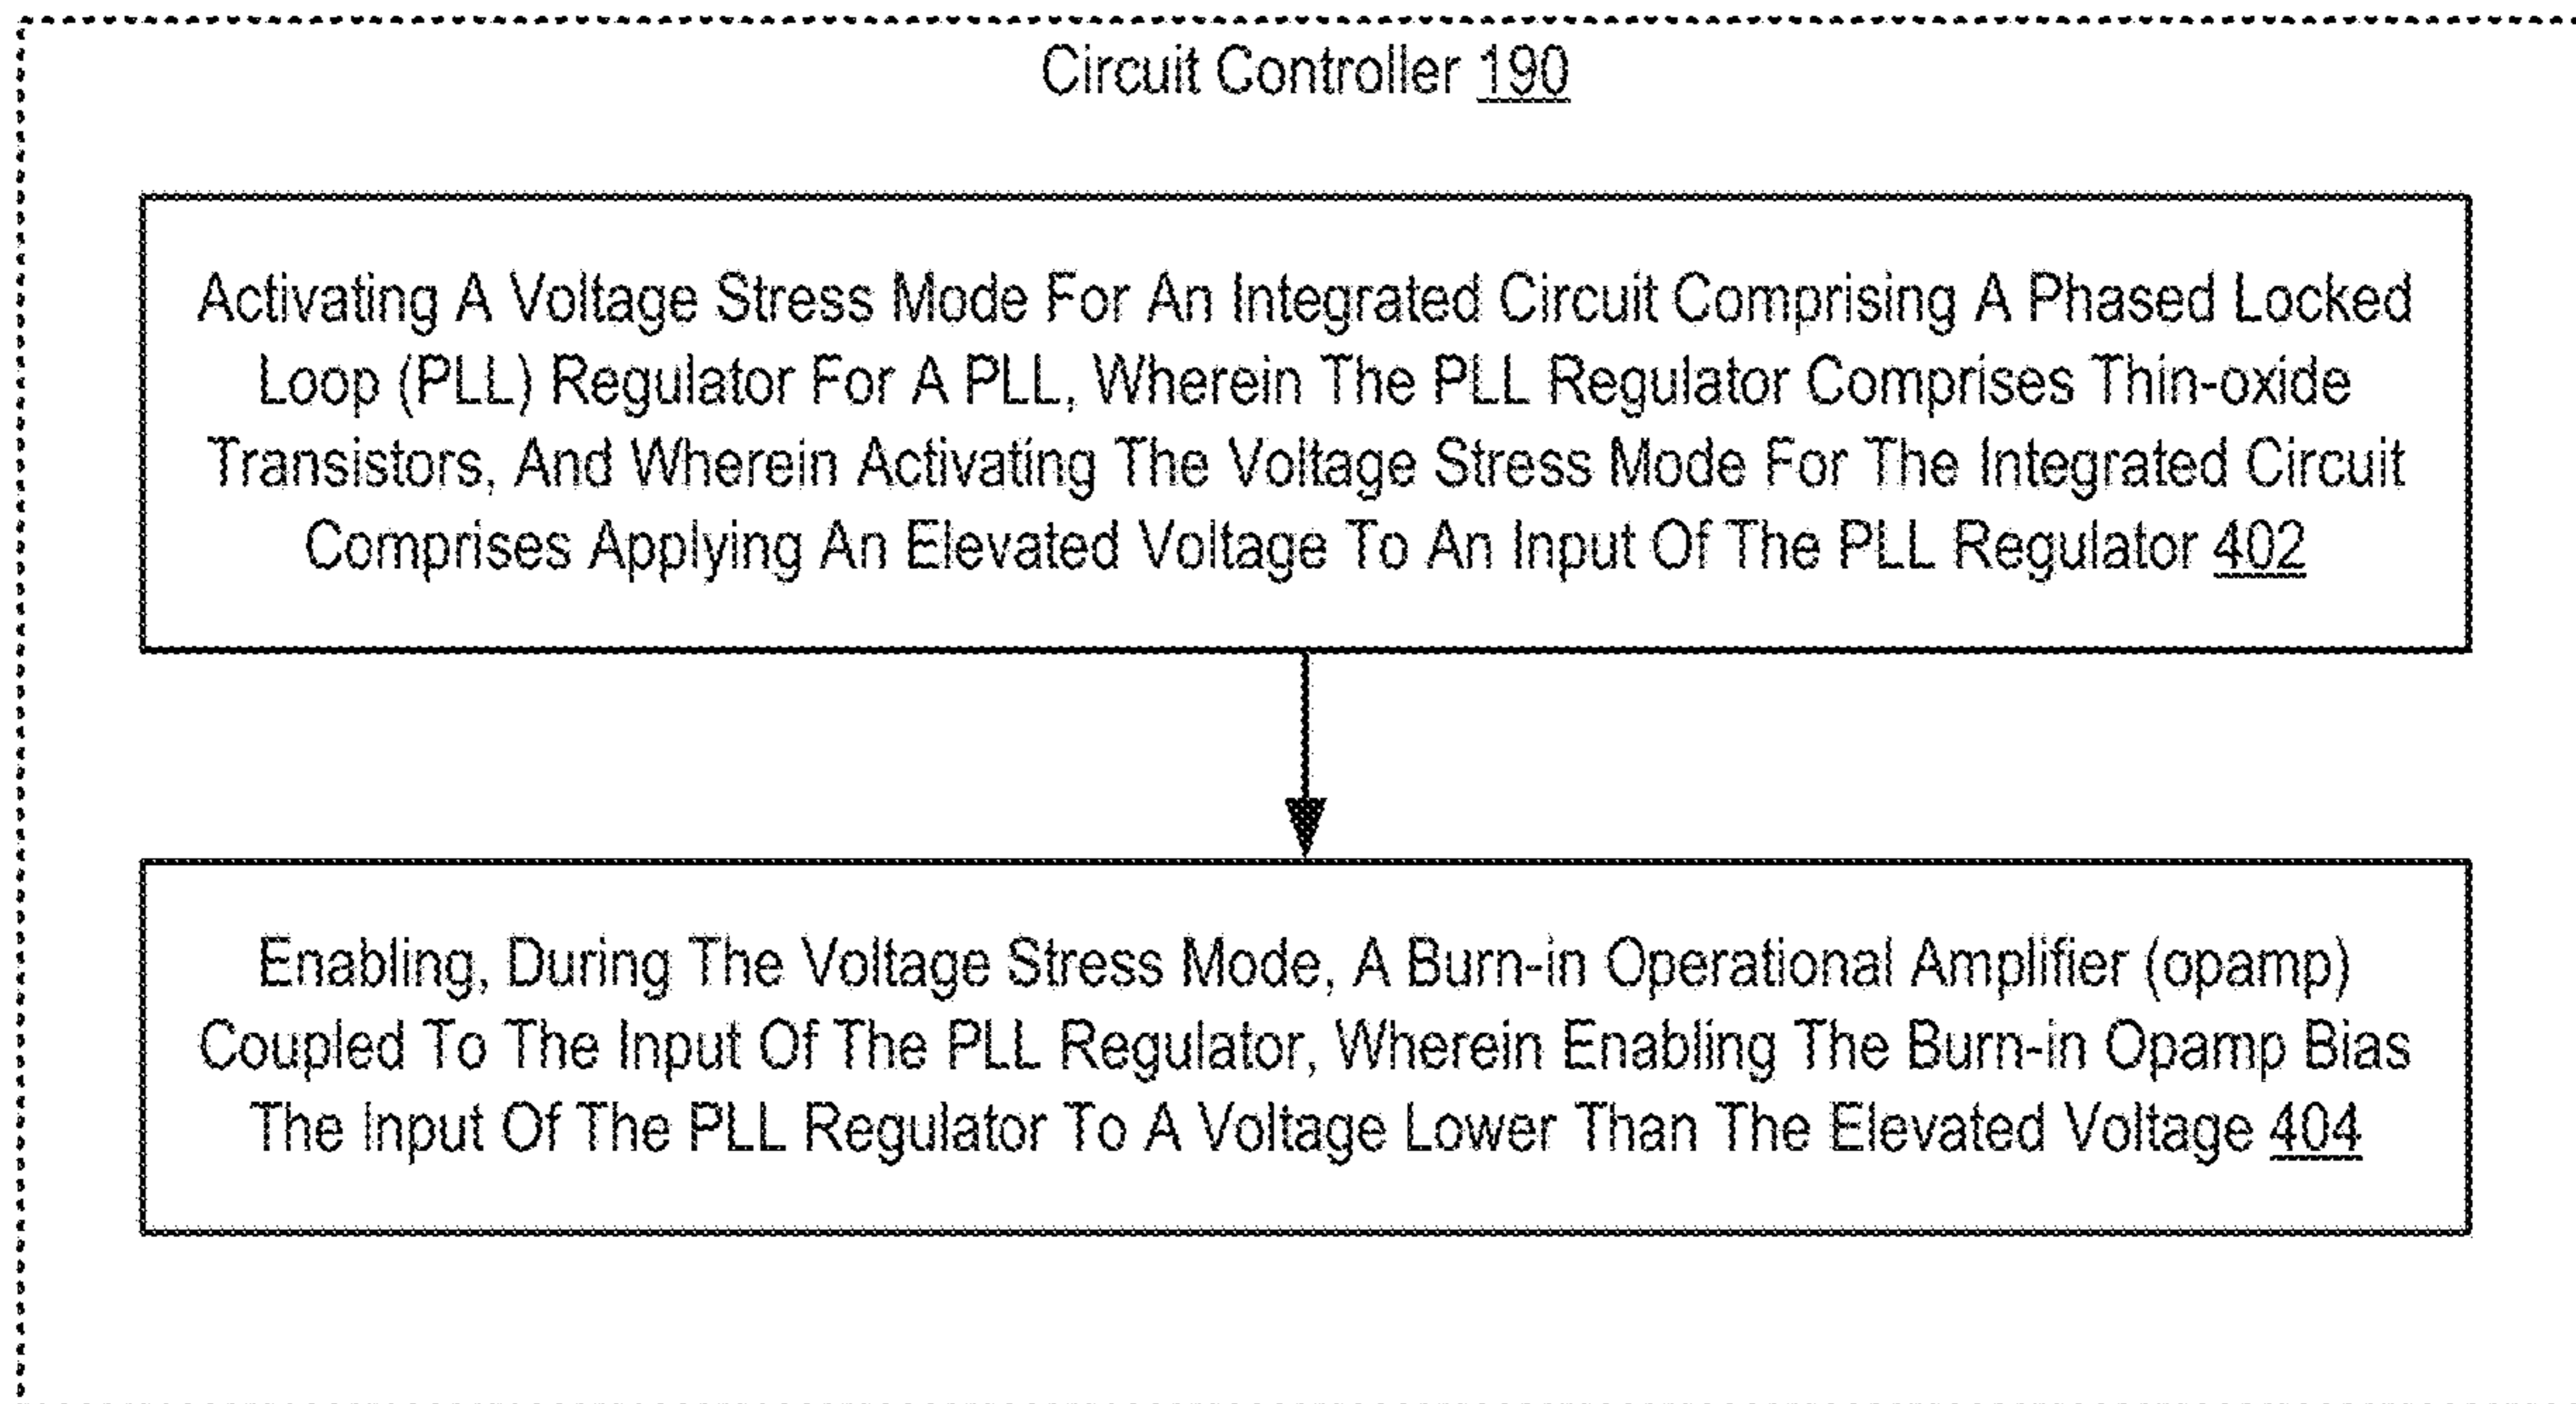 Circuit Controller 190
Activating A Voltage Stress Mode For An Integrated Circuit Comprising A Phased Locked
Loop (PLL) Regulator For A PLL, Wherein The PLL Regulator Comprises Thin-oxide
Transistors, And Wherein Activating The Voltage Stress Mode For The Integrated Circuit
Comprises Applying An Elevated Voltage To An Input Of The PLL Regulator 402
Enabling, During The Voltage Stress Mode, A Burn-in Operational Amplifier (opamp)
Coupled To The Input Of The PLL Regulator, Wherein Enabling The Burn-in Opamp Bias
The Input Of The PLL Regulator To A Voltage Lower Than The Elevated Voltage 404